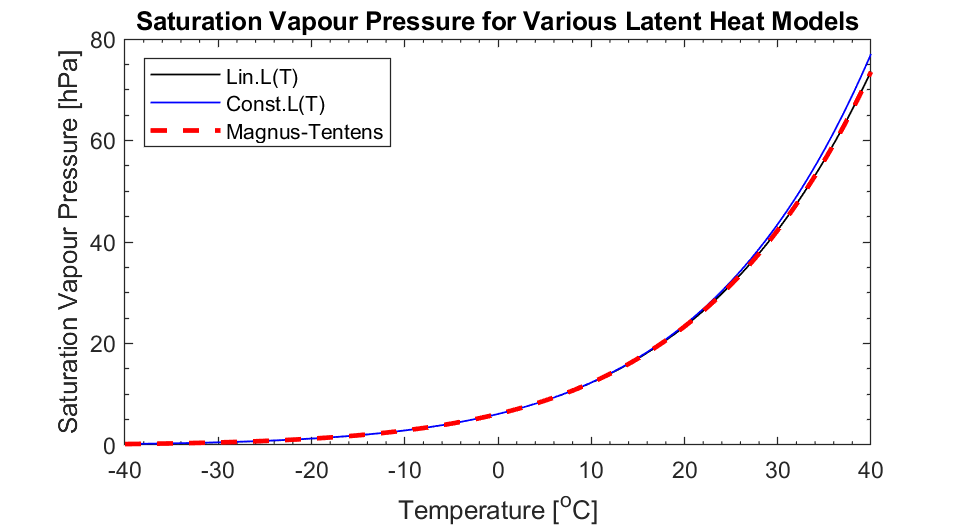 Saturation Vapour Pressure for Various Latent Heat Models
Saturation Vapour Pressure [hPa]
80
60
40
20
0
Lin.L(T)
Const.L(T)
Magnus-Tentens
-40 -30 -20 -10 0 10 20 30 40
Temperature [°C]